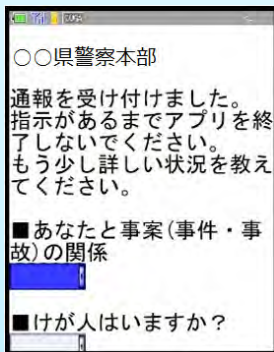 ○○県警察本部
通報を受け付けました。
指示があるまでアプリを終
了しないでください。
もう少し詳しい状況を教え
てください。
■あなたと事案(事件・事
故)の関係
■けが人はいますか？